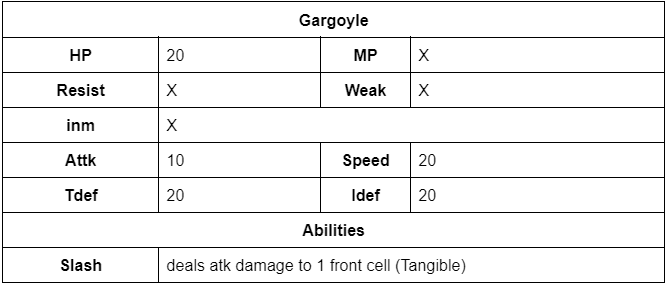 Gargoyle
HP 20 MP X
Resist X Weak X
inm X
Attk 10 Speed 20
Tdef 20 Idef 20
Abilities
Slash deals atk damage to 1 front cell (Tangible)